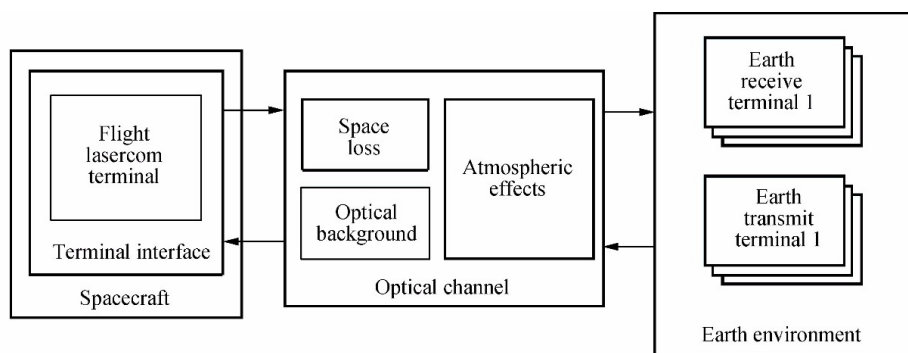 Flight
lasercom
terminal
Terminal interface
Spacecraft
Space
loss
Optical
background
Atmospheric
effects
Optical channel
Earth
receive
terminal 1
Earth
transmit
terminal 1
Earth environment